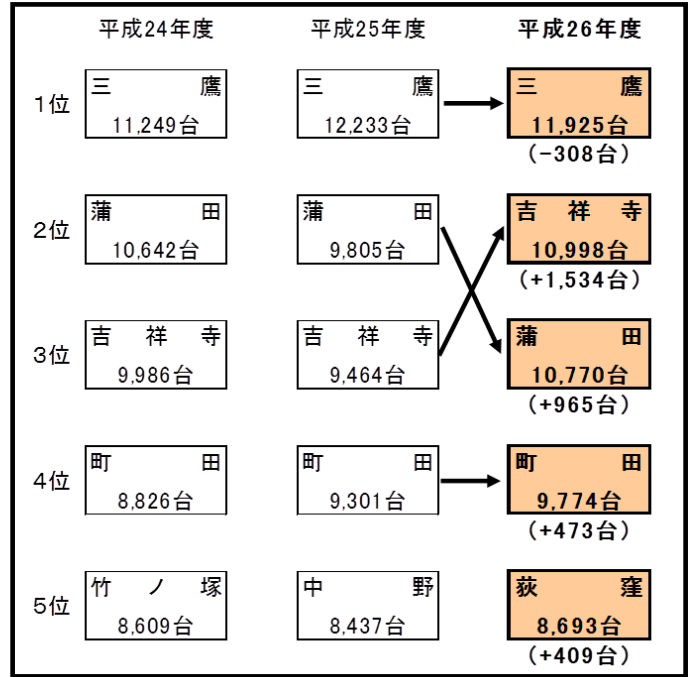 平成24年度 平成25年度 平成26年度
1位
三 鷹 三 鷹 三 鷹
11,249台 12,233台 11,925台
(-308台)
2位
蒲 田 蒲 田 吉 祥 寺
10,642台 9,805台 10,998台
(+1,534台)
3位
吉 祥 寺 吉 祥 寺 蒲 田
9,986台 9,464台 10,770台
(+965台)
4位
町 田 町 田 町 田
8,826台 9,301台 9,774台
(+473台)
5位
竹 ノ 塚 中 野 荻 窪
8,609台 8,437台 8,693台
(+409台)